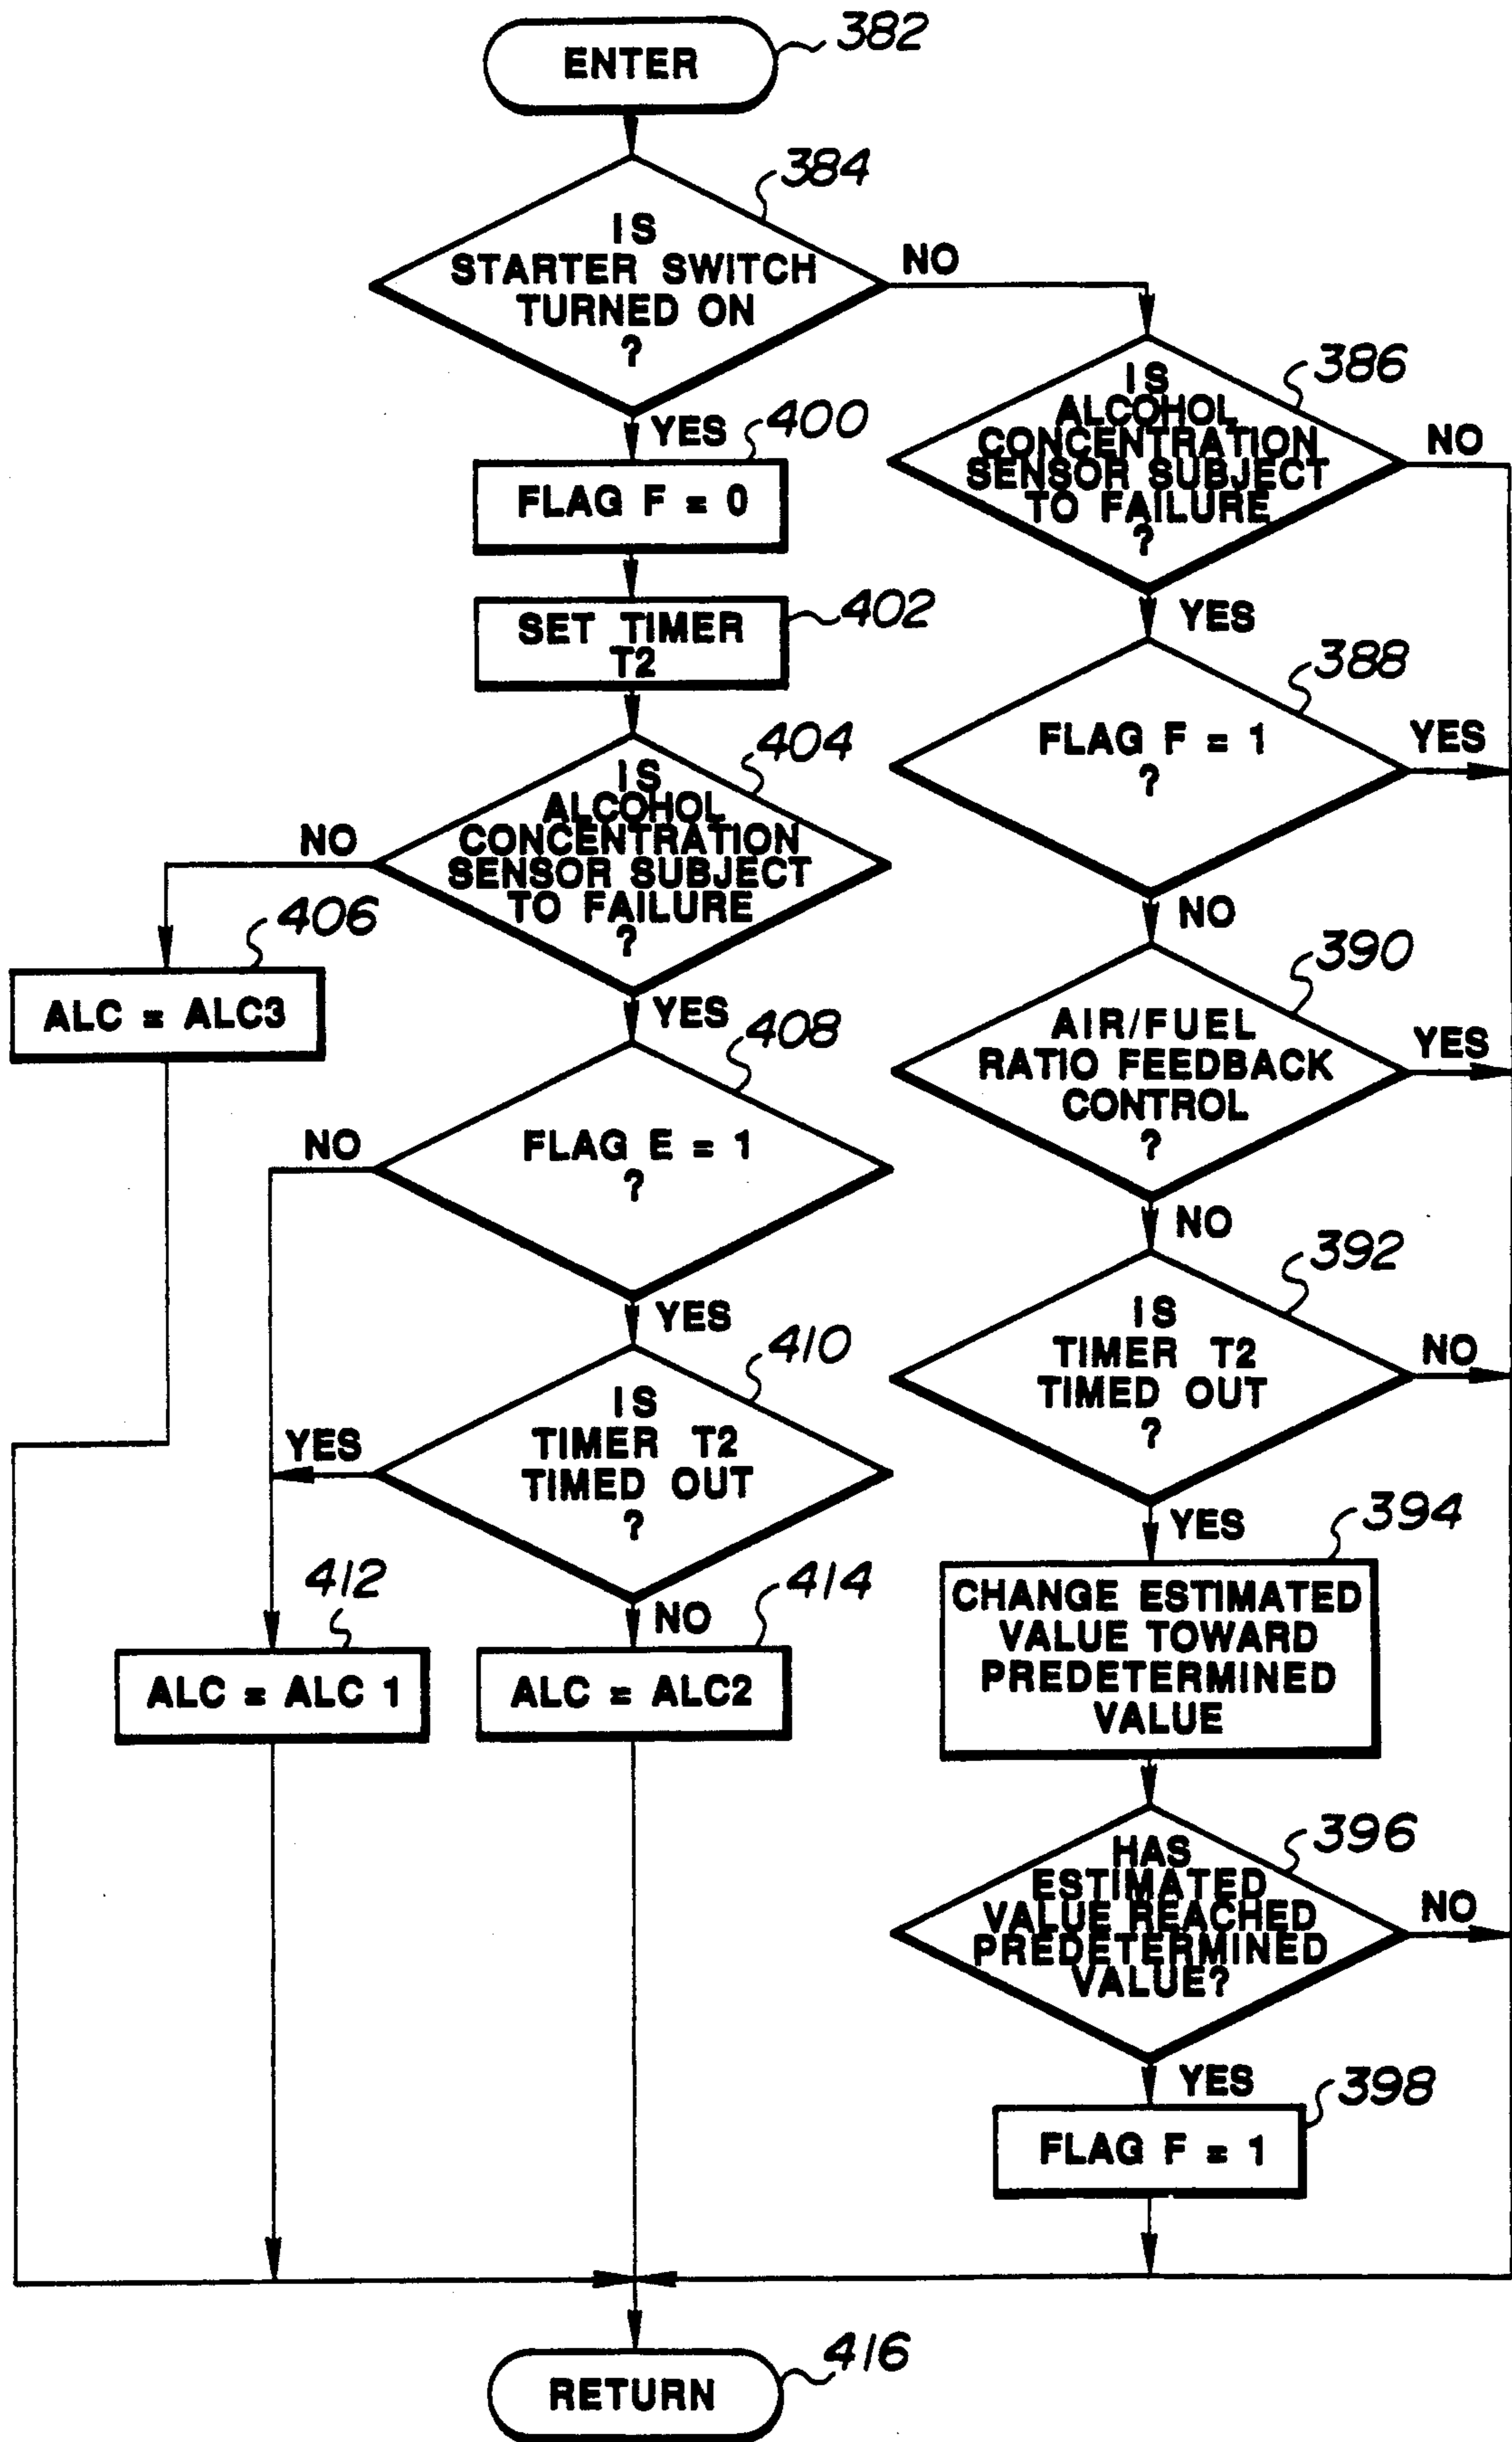 ENTER
382
IS
STARTER SWITCH
TURNED ON
?
384
NO
YES
IS
ALCOHOL
CONCENTRATION
SENSOR SUBJECT
TO FAILURE
?
386
NO
YES
FLAG F = 0
400
SET TIMER
T2
402
FLAG F = 1
?
388
YES
NO
IS
ALCOHOL
CONCENTRATION
SENSOR SUBJECT
TO FAILURE
?
404
NO
YES
ALC = ALC3
406
AIR/FUEL
RATIO FEEDBACK
CONTROL
?
390
YES
NO
FLAG E = 1
?
408
NO
YES
IS
TIMER T2
TIMED OUT
?
392
NO
YES
IS
TIMER T2
TIMED OUT
?
410
YES
NO
CHANGE ESTIMATED
VALUE TOWARD
PREDETERMINED
VALUE
394
ALC = ALC 1
412
ALC = ALC2
414
HAS
ESTIMATED
VALUE REACHED
PREDETERMINED
VALUE?
396
NO
YES
FLAG F = 1
398
RETURN
416